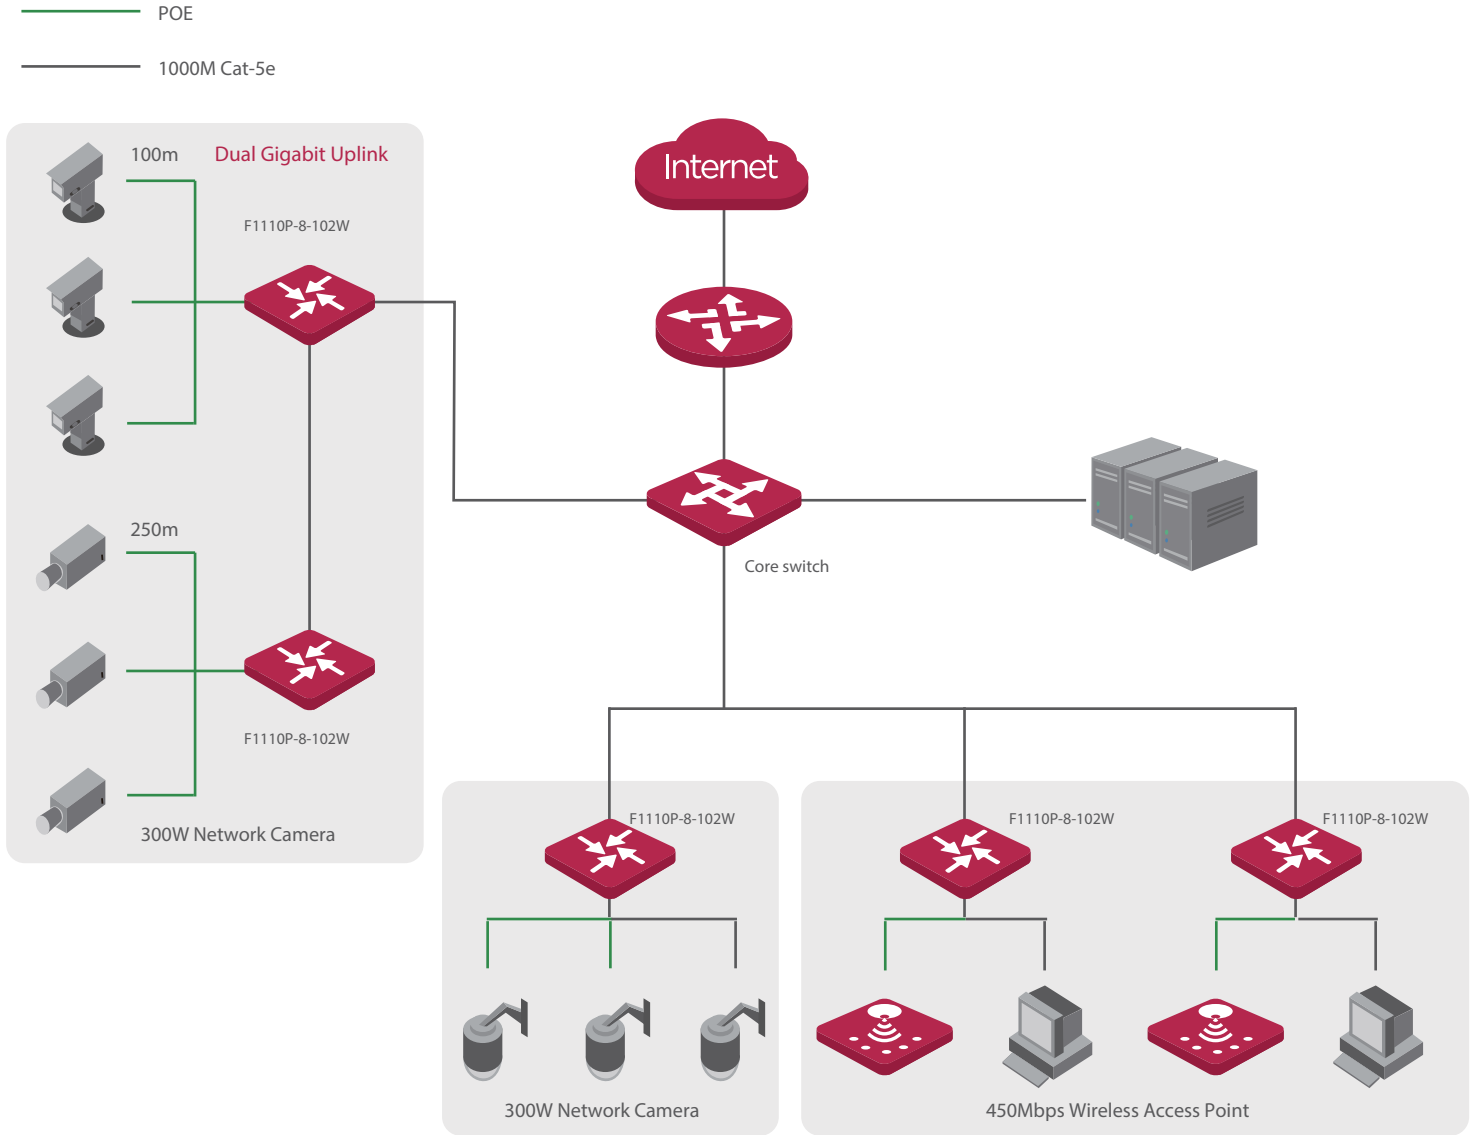 POE
1000M Cat-5e
100m
Dual Gigabit Uplink
F1110P-8-102W
Internet
250m
Core switch
F1110P-8-102W
300W Network Camera
F1110P-8-102W
F1110P-8-102W
F1110P-8-102W
300W Network Camera
450Mbps Wireless Access Point